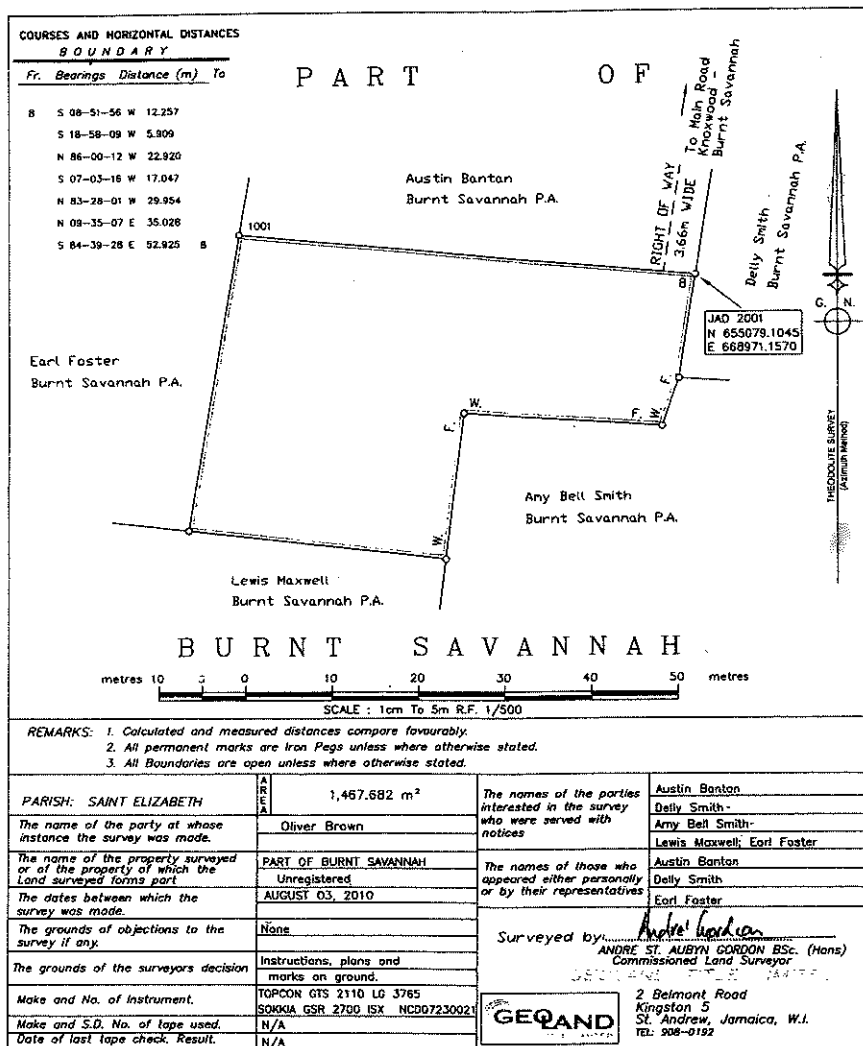 COURSES AND HORIZONTAL DISTANCES
BOUNDARY
Fr. Bearings Distance (m) To
B S 08-51-56 W 12.257
S 18-58-09 W 5.909
N 86-00-12 W 22.920
S 07-03-16 W 17.047
N 83-28-01 W 29.954
N 09-35-07 E 35.028
S 84-39-28 E 52.925 B
PART OF
To Main Road
Knoxwood -
Burnt Savannah
RIGHT OF WAY
3.66m WIDE
Austin Bantan
Burnt Savannah P.A.
Delly Smith
Burnt Savannah P.A.
1001
B
JAD 2001
N 655079.1045
E 668971.1570
G. N.
THEODOLITE SURVEY
(Azimuth Method)
Earl Foster
Burnt Savannah P.A.
F.
W.
F.
W.
F.
W.
Amy Bell Smith
Burnt Savannah P.A.
Lewis Maxwell
Burnt Savannah P.A.
BURNT SAVANNAH
metres 10 5 0 10 20 30 40 50 metres
SCALE : 1cm To 5m R.F. 1/500
REMARKS: 1. Calculated and measured distances compare favourably.
2. All permanent marks are Iron Pegs unless where otherwise stated.
3. All Boundaries are open unless where otherwise stated.
PARISH: SAINT ELIZABETH
AREA
1,467.682 m²
The name of the party at whose
instance the survey was made.
Oliver Brown
The name of the property surveyed
or of the property of which the
Land surveyed forms part
PART OF BURNT SAVANNAH
Unregistered
The dates between which the
survey was made.
AUGUST 03, 2010
The grounds of objections to the
survey if any.
None
The grounds of the surveyors decision
Instructions, plans and
marks on ground.
Make and No. of Instrument.
TOPCON GTS 2110 LG 3765
SOKKIA GSR 2700 ISX NCD07230021
Make and S.D. No. of tape used.
N/A
Date of last tape check. Result.
N/A
The names of the parties
interested in the survey
who were served with
notices
Austin Bantan
Delly Smith-
Amy Bell Smith-
Lewis Maxwell; Earl Foster
The names of those who
appeared either personally
or by their representatives
Austin Bantan
Delly Smith
Earl Foster
Surveyed by: André Gordon
ANDRE ST. AUBYN GORDON BSc. (Hons)
Commissioned Land Surveyor
GEOLAND
2 Belmont Road
Kingston 5
St. Andrew, Jamaica, W.I.
TEL: 908-0192